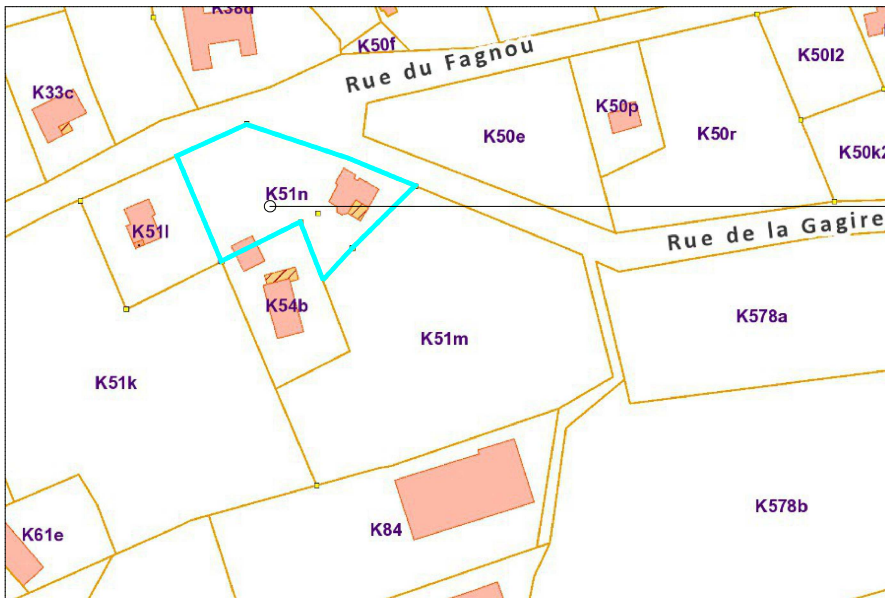 K38d
K50f
Rue du Fagnou
K50l2
K33c
K50p
K50e
K50r
K50k2
K51n
K51l
Rue de la Gagire
K54b
K578a
K51m
K51k
K578b
K84
K61e